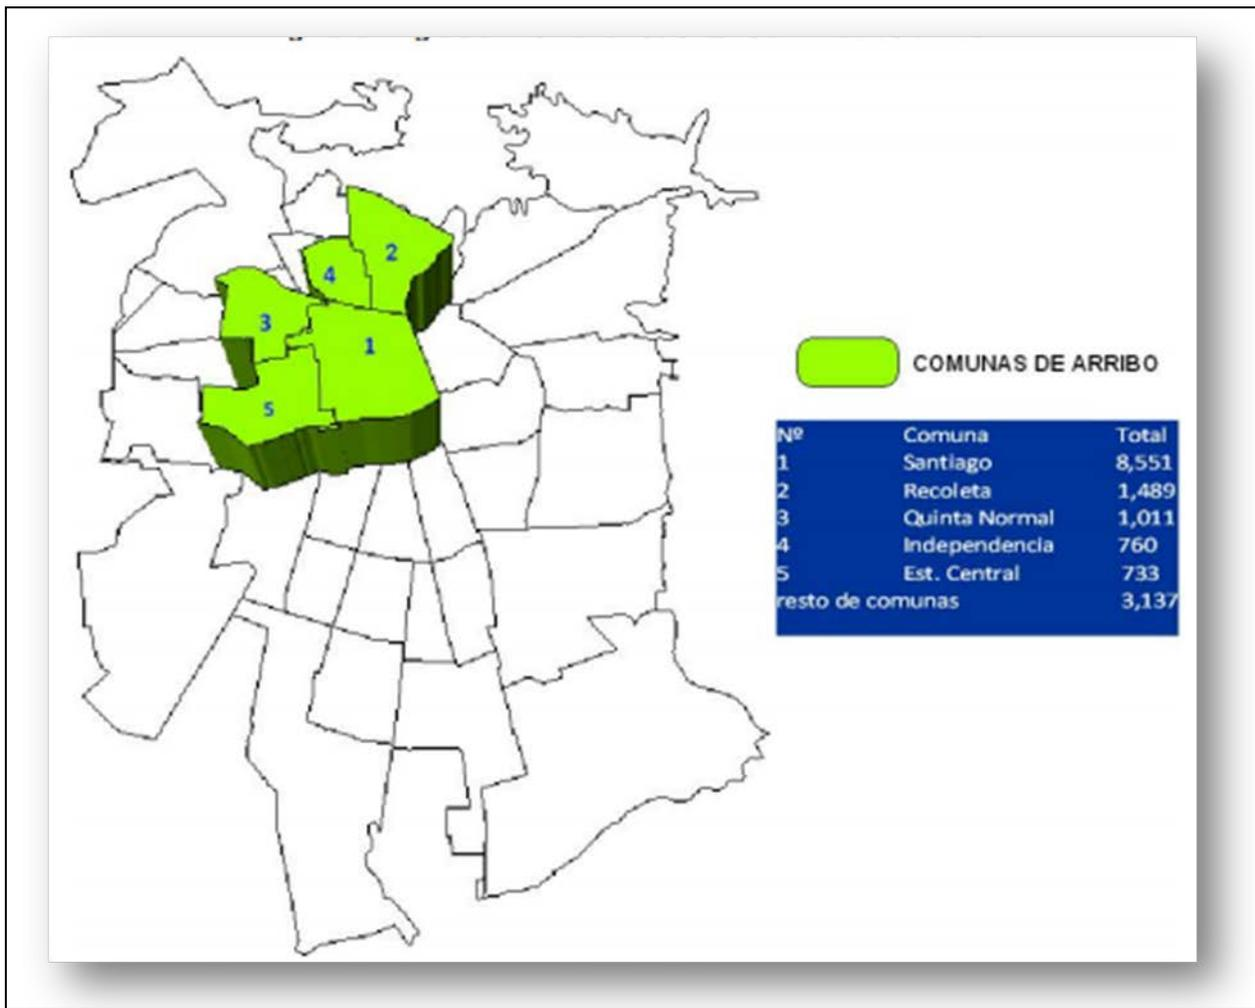 2
4
3
1
5
COMUNAS DE ARRIBO
Nº Comuna Total
1 Santiago 8,551
2 Recoleta 1,489
3 Quinta Normal 1,011
4 Independencia 760
5 Est. Central 733
resto de comunas 3,137